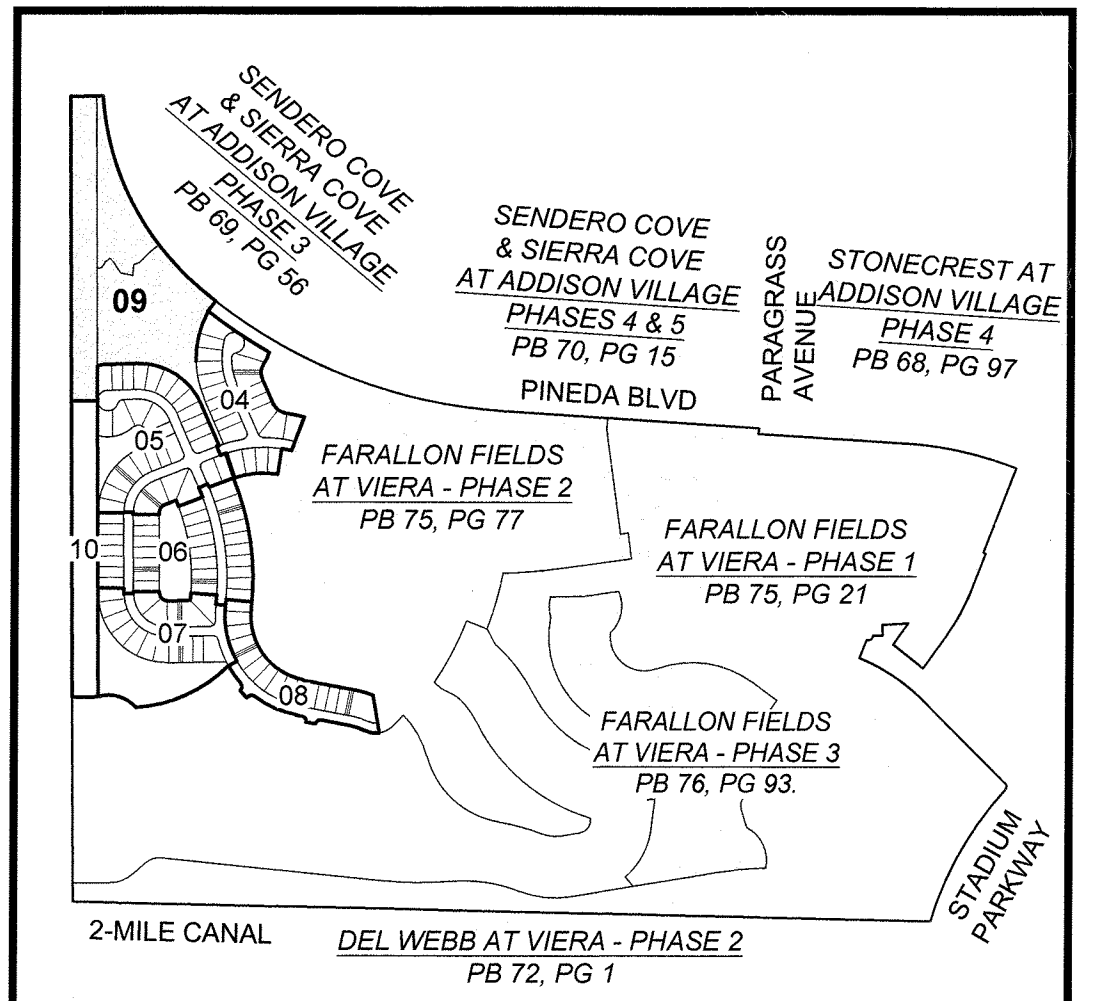 SENDERO COVE
& SIERRA COVE
AT ADDISON VILLAGE
PHASE 3
PB 69, PG 56
SENDERO COVE
& SIERRA COVE
AT ADDISON VILLAGE
PHASES 4 & 5
PB 70, PG 15
PARAGRASS
AVENUE
STONECREST AT
ADDISON VILLAGE
PHASE 4
PB 68, PG 97
PINEDA BLVD
09
04
05
FARALLON FIELDS
AT VIERA - PHASE 2
PB 75, PG 77
FARALLON FIELDS
AT VIERA - PHASE 1
PB 75, PG 21
10
06
07
08
FARALLON FIELDS
AT VIERA - PHASE 3
PB 76, PG 93.
STADIUM
PARKWAY
2-MILE CANAL
DEL WEBB AT VIERA - PHASE 2
PB 72, PG 1